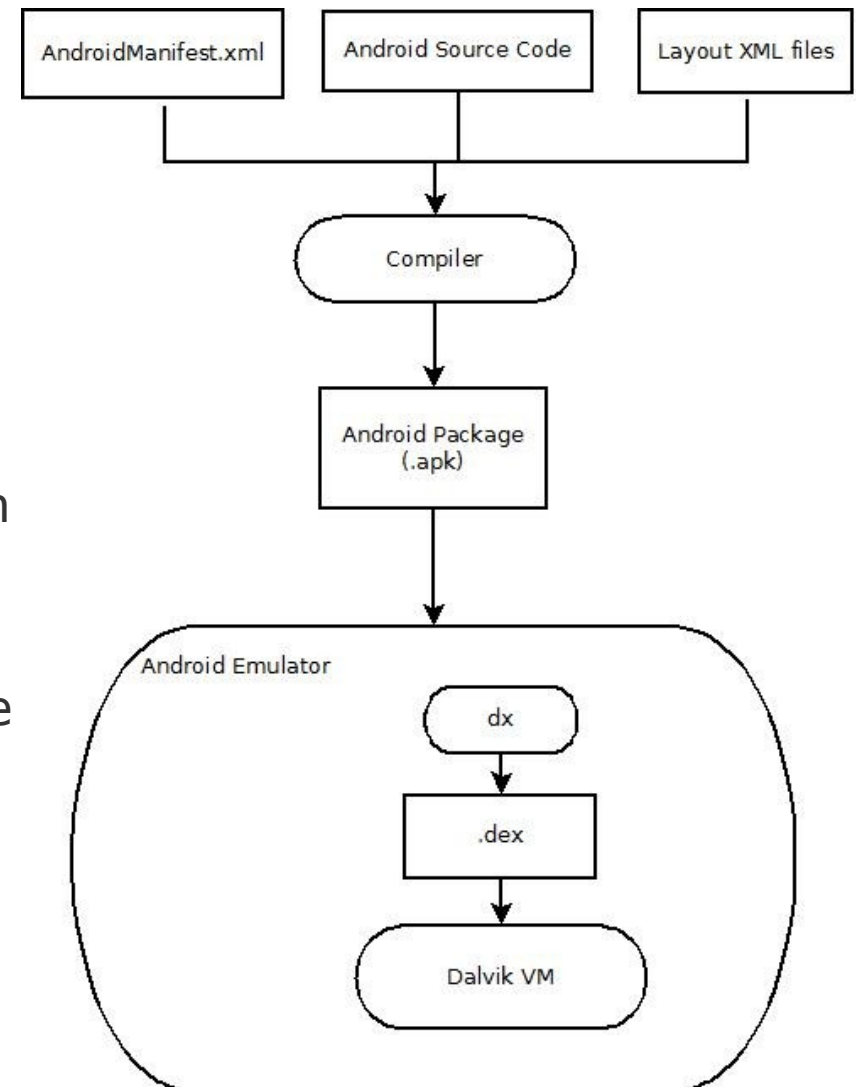 AndroidManifest.xml
Android Source Code
Layout XML files
Compiler
Android Package
(.apk)
Android Emulator
dx
.dex
Dalvik VM